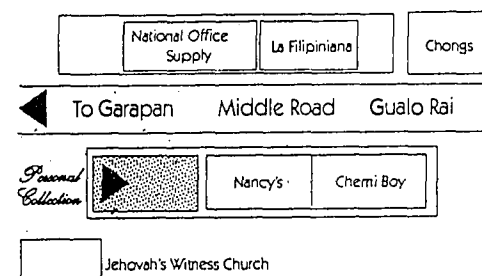 National Office
Supply
La Filipiniana
Chongs
To Garapan Middle Road Gualo Rai
Personal
Collection
Nancy's
Chemi Boy
Jehovah's Witness Church